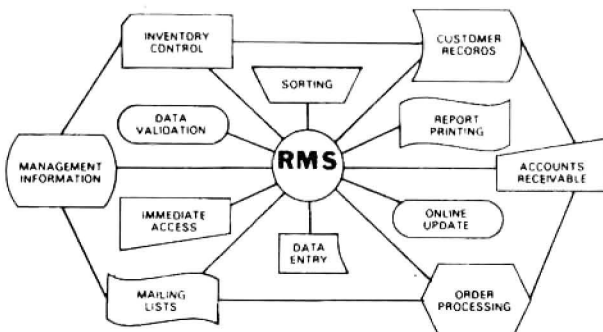 INVENTORY
CONTROL
CUSTOMER
RECORDS
SORTING
DATA
VALIDATION
REPORT
PRINTING
RMS
MANAGEMENT
INFORMATION
ACCOUNTS
RECEIVABLE
IMMEDIATE
ACCESS
ONLINE
UPDATE
DATA
ENTRY
MAILING
LISTS
ORDER
PROCESSING